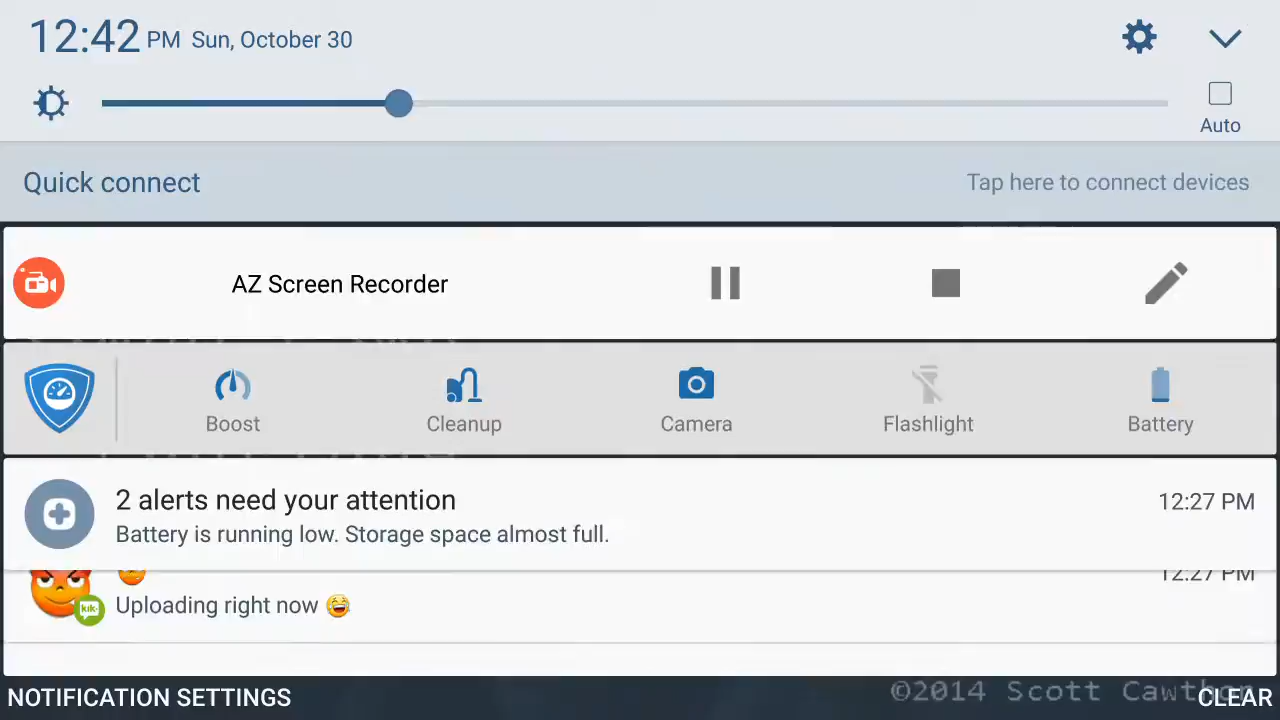 12:42 PM Sun, October 30
Auto
Quick connect
Tap here to connect devices
AZ Screen Recorder
Boost
Cleanup
Camera
Flashlight
Battery
2 alerts need your attention
12:27 PM
Battery is running low. Storage space almost full.
12:27 PM
kik
Uploading right now 😂
©2014 Scott Cawthon
NOTIFICATION SETTINGS
CLEAR